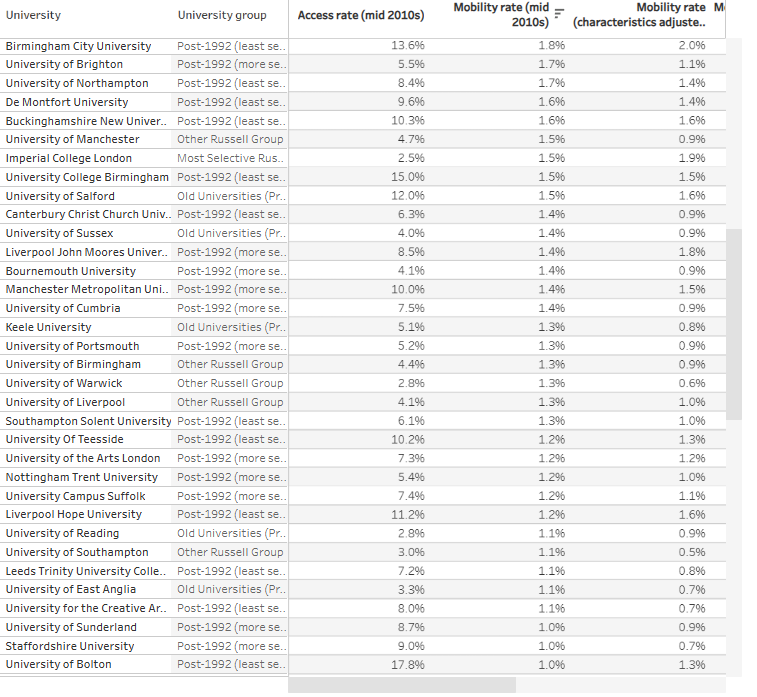 University University group Access rate (mid 2010s) Mobility rate (mid 2010s) Mobility rate (characteristics adjuste.. M
Birmingham City University Post-1992 (least se.. 13.6% 1.8% 2.0%
University of Brighton Post-1992 (more se.. 5.5% 1.7% 1.1%
University of Northampton Post-1992 (least se.. 8.4% 1.7% 1.4%
De Montfort University Post-1992 (least se.. 9.6% 1.6% 1.4%
Buckinghamshire New Univer.. Post-1992 (least se.. 10.3% 1.6% 1.6%
University of Manchester Other Russell Group 4.7% 1.5% 0.9%
Imperial College London Most Selective Rus.. 2.5% 1.5% 1.9%
University College Birmingham Post-1992 (least se.. 15.0% 1.5% 1.5%
University of Salford Old Universities (Pr.. 12.0% 1.5% 1.6%
Canterbury Christ Church Univ.. Post-1992 (least se.. 6.3% 1.4% 0.9%
University of Sussex Old Universities (Pr.. 4.0% 1.4% 0.9%
Liverpool John Moores Univer.. Post-1992 (more se.. 8.5% 1.4% 1.8%
Bournemouth University Post-1992 (more se.. 4.1% 1.4% 0.9%
Manchester Metropolitan Uni.. Post-1992 (more se.. 10.0% 1.4% 1.5%
University of Cumbria Post-1992 (more se.. 7.5% 1.4% 0.9%
Keele University Old Universities (Pr.. 5.1% 1.3% 0.8%
University of Portsmouth Post-1992 (more se.. 5.2% 1.3% 0.9%
University of Birmingham Other Russell Group 4.4% 1.3% 0.9%
University of Warwick Other Russell Group 2.8% 1.3% 0.6%
University of Liverpool Other Russell Group 4.1% 1.3% 1.0%
Southampton Solent University Post-1992 (least se.. 6.1% 1.3% 1.0%
University Of Teesside Post-1992 (least se.. 10.2% 1.2% 1.3%
University of the Arts London Post-1992 (more se.. 7.3% 1.2% 1.2%
Nottingham Trent University Post-1992 (more se.. 5.4% 1.2% 1.0%
University Campus Suffolk Post-1992 (more se.. 7.4% 1.2% 1.1%
Liverpool Hope University Post-1992 (least se.. 11.2% 1.2% 1.6%
University of Reading Old Universities (Pr.. 2.8% 1.1% 0.9%
University of Southampton Other Russell Group 3.0% 1.1% 0.5%
Leeds Trinity University Colle.. Post-1992 (least se.. 7.2% 1.1% 0.8%
University of East Anglia Old Universities (Pr.. 3.3% 1.1% 0.7%
University for the Creative Ar.. Post-1992 (least se.. 8.0% 1.1% 0.7%
University of Sunderland Post-1992 (more se.. 8.7% 1.0% 0.9%
Staffordshire University Post-1992 (more se.. 9.0% 1.0% 0.7%
University of Bolton Post-1992 (least se.. 17.8% 1.0% 1.3%